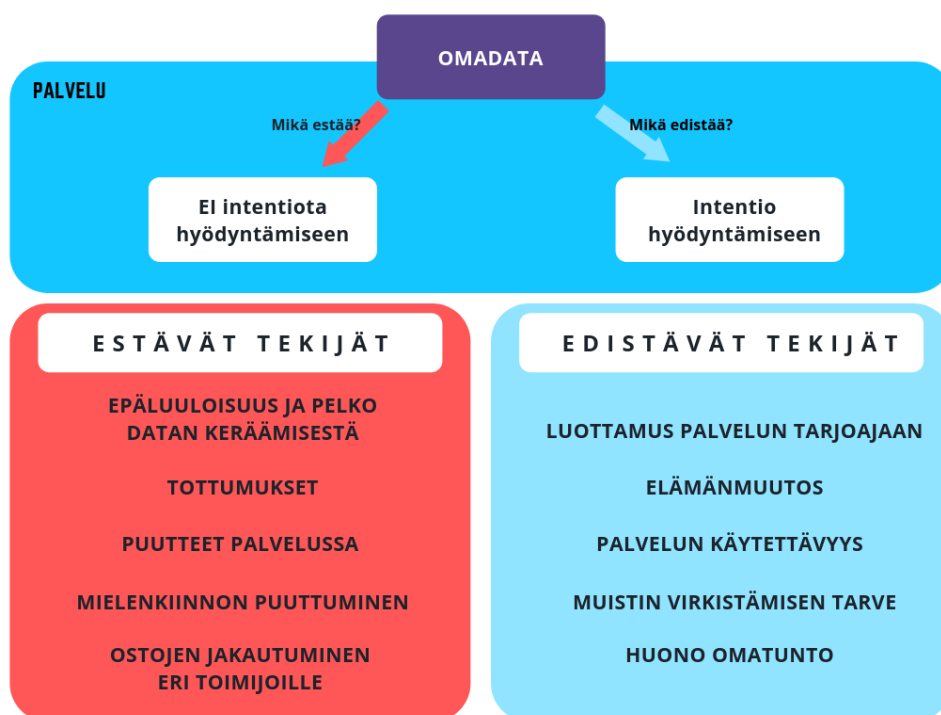 OMADATA
PALVELU
Mikä estää?
Mikä edistää?
EI intentiota
hyödyntämiseen
Intentio
hyödyntämiseen
ESTÄVÄT TEKIJÄT
EPÄLUULOISUUS JA PELKO
DATAN KERÄÄMISESTÄ
TOTTUMUKSET
PUUTTEET PALVELUSSA
MIELENKIINNON PUUTTUMINEN
OSTOJEN JAKAUTUMINEN
ERI TOIMIJOILLE
EDISTÄVÄT TEKIJÄT
LUOTTAMUS PALVELUN TARJOAJAAN
ELÄMÄNMUUTOS
PALVELUN KÄYTETTÄVYYS
MUISTIN VIRKISTÄMISEN TARVE
HUONO OMATUNTO